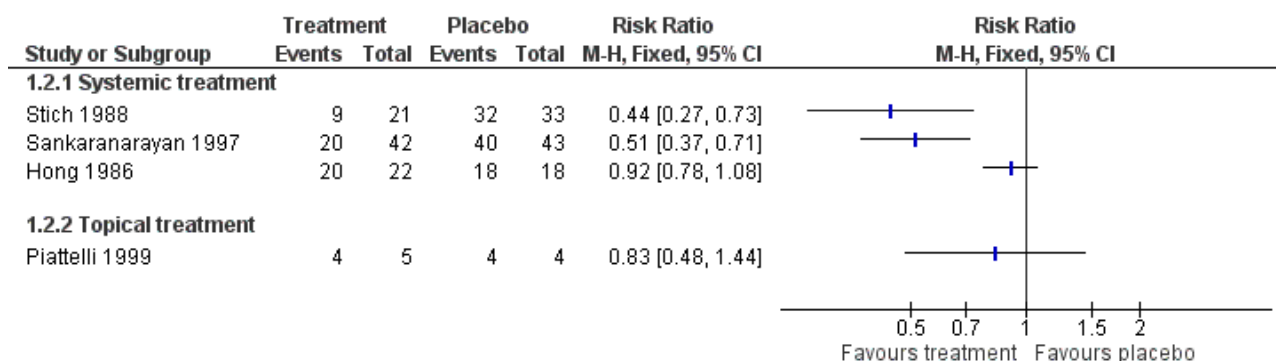 Treatment Placebo Risk Ratio Risk Ratio
Study or Subgroup Events Total Events Total M-H, Fixed, 95% CI M-H, Fixed, 95% CI
1.2.1 Systemic treatment
Stich 1988 9 21 32 33 0.44 [0.27, 0.73]
Sankaranarayan 1997 20 42 40 43 0.51 [0.37, 0.71]
Hong 1986 20 22 18 18 0.92 [0.78, 1.08]
1.2.2 Topical treatment
Piattelli 1999 4 5 4 4 0.83 [0.48, 1.44]
0.5 0.7 1 1.5 2
Favours treatment Favours placebo